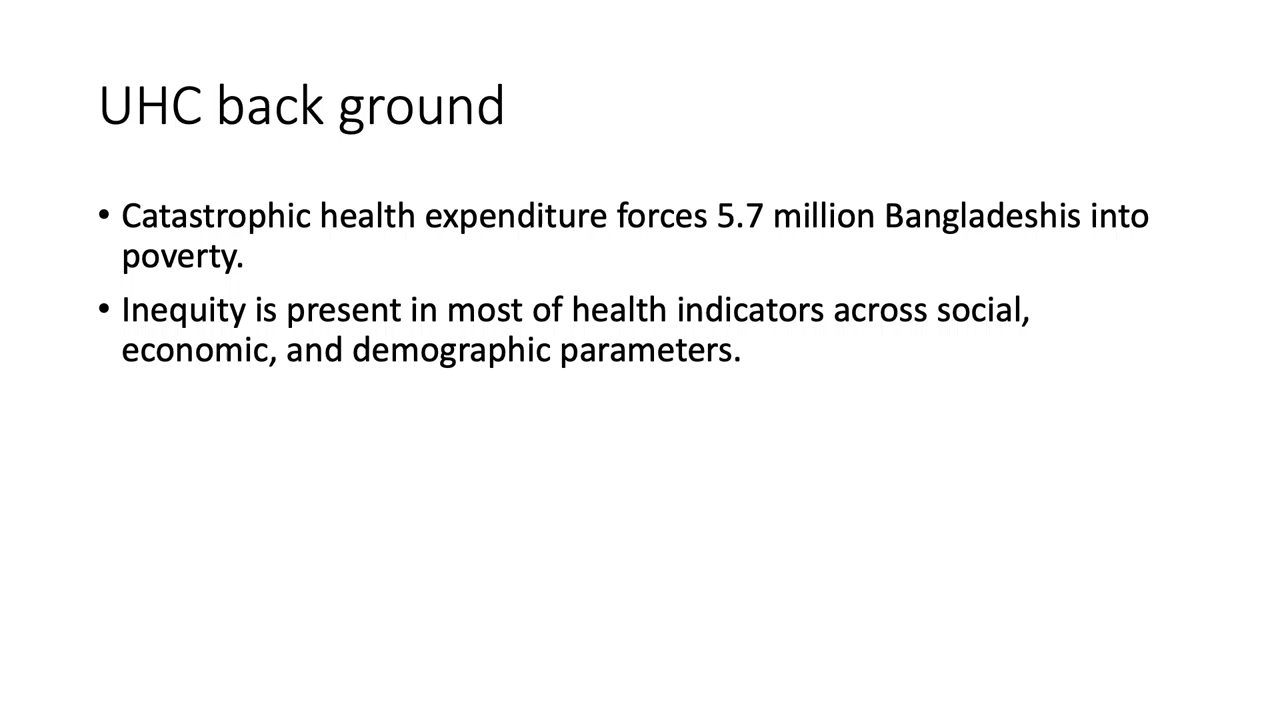 UHC back ground
• Catastrophic health expenditure forces 5.7 million Bangladeshis into
poverty.
• Inequity is present in most of health indicators across social,
economic, and demographic parameters.